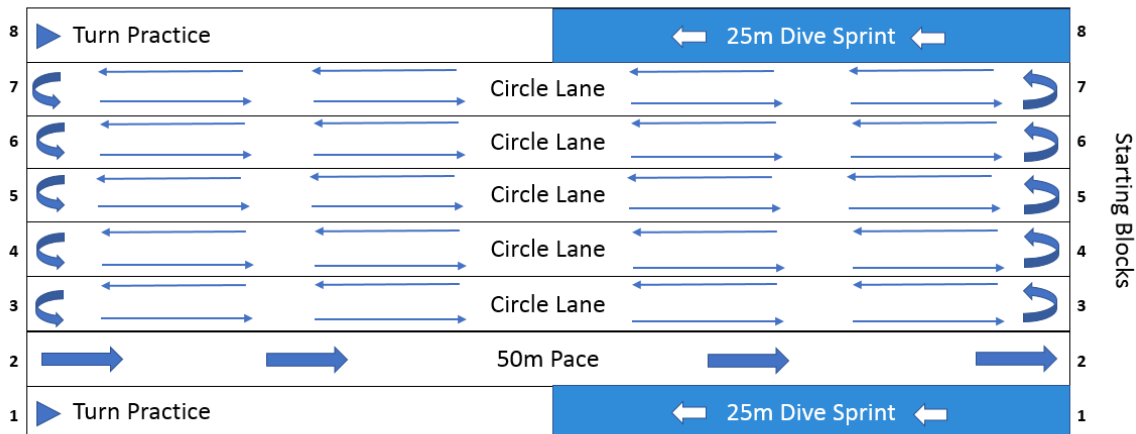 8 Turn Practice 25m Dive Sprint 8
7 Circle Lane 7
6 Circle Lane 6
5 Circle Lane 5
4 Circle Lane 4
3 Circle Lane 3
2 50m Pace 2
1 Turn Practice 25m Dive Sprint 1
Starting Blocks